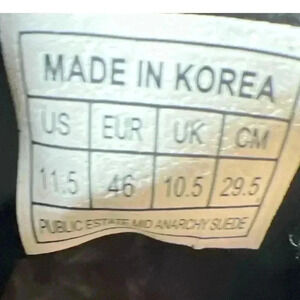 MADE IN KOREA
US EUR UK CM
11.5 46 10.5 29.5
PUBLIC ESTATE MID ANARCHY SUEDE